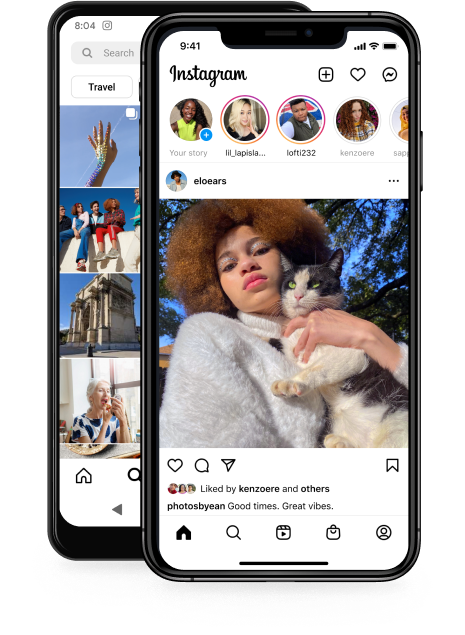 8:04
Search
Travel
9:41
Instagram
Your story
lil_lapisla...
lofti232
kenzoere
sapp
eloears
Liked by kenzoere and others
photosbyean Good times. Great vibes.